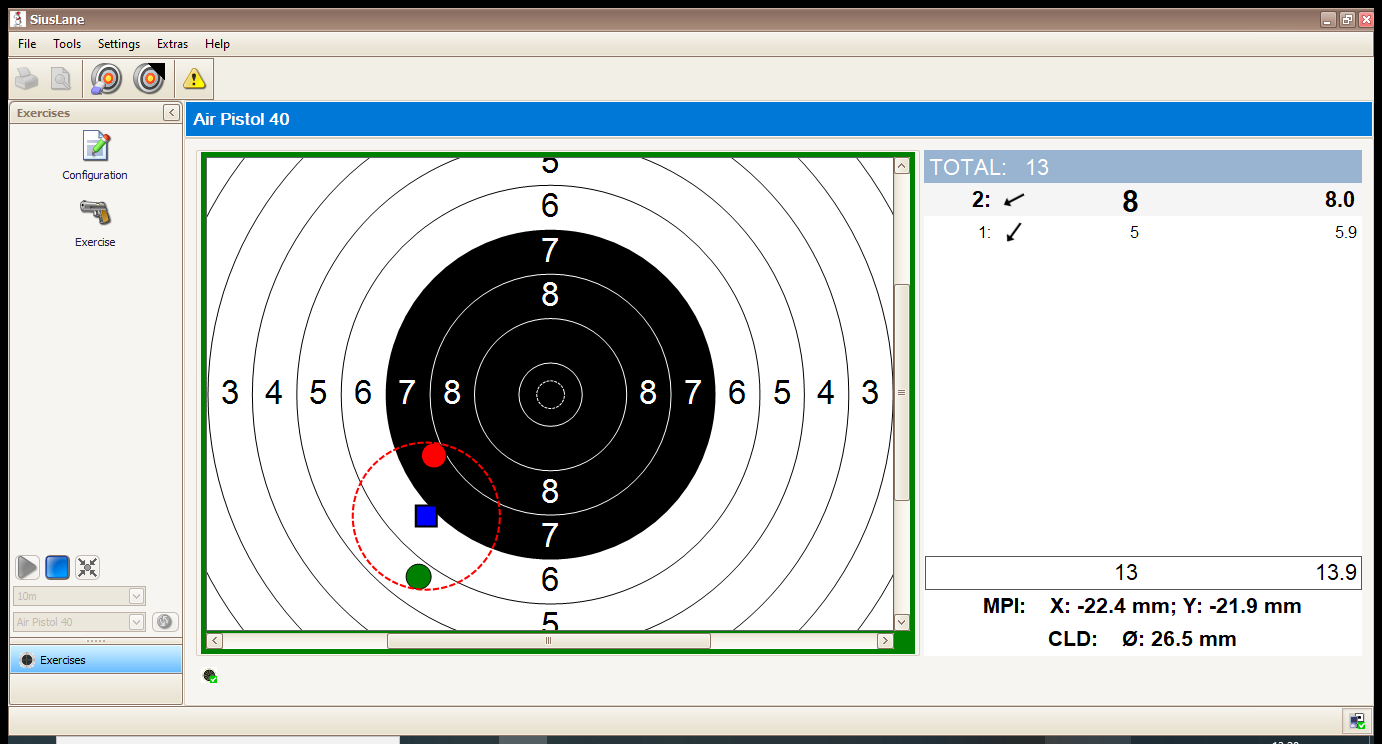 SiusLane
File Tools Settings Extras Help
Exercises
Configuration
Exercise
10m
Air Pistol 40
Exercises
Air Pistol 40
5
6
7
8
3 4 5 6 7 8 8 7 6 5 4 3
8
7
6
5
TOTAL: 13
2: 8 8.0
1: 5 5.9
13 13.9
MPI: X: -22.4 mm; Y: -21.9 mm
CLD: Ø: 26.5 mm